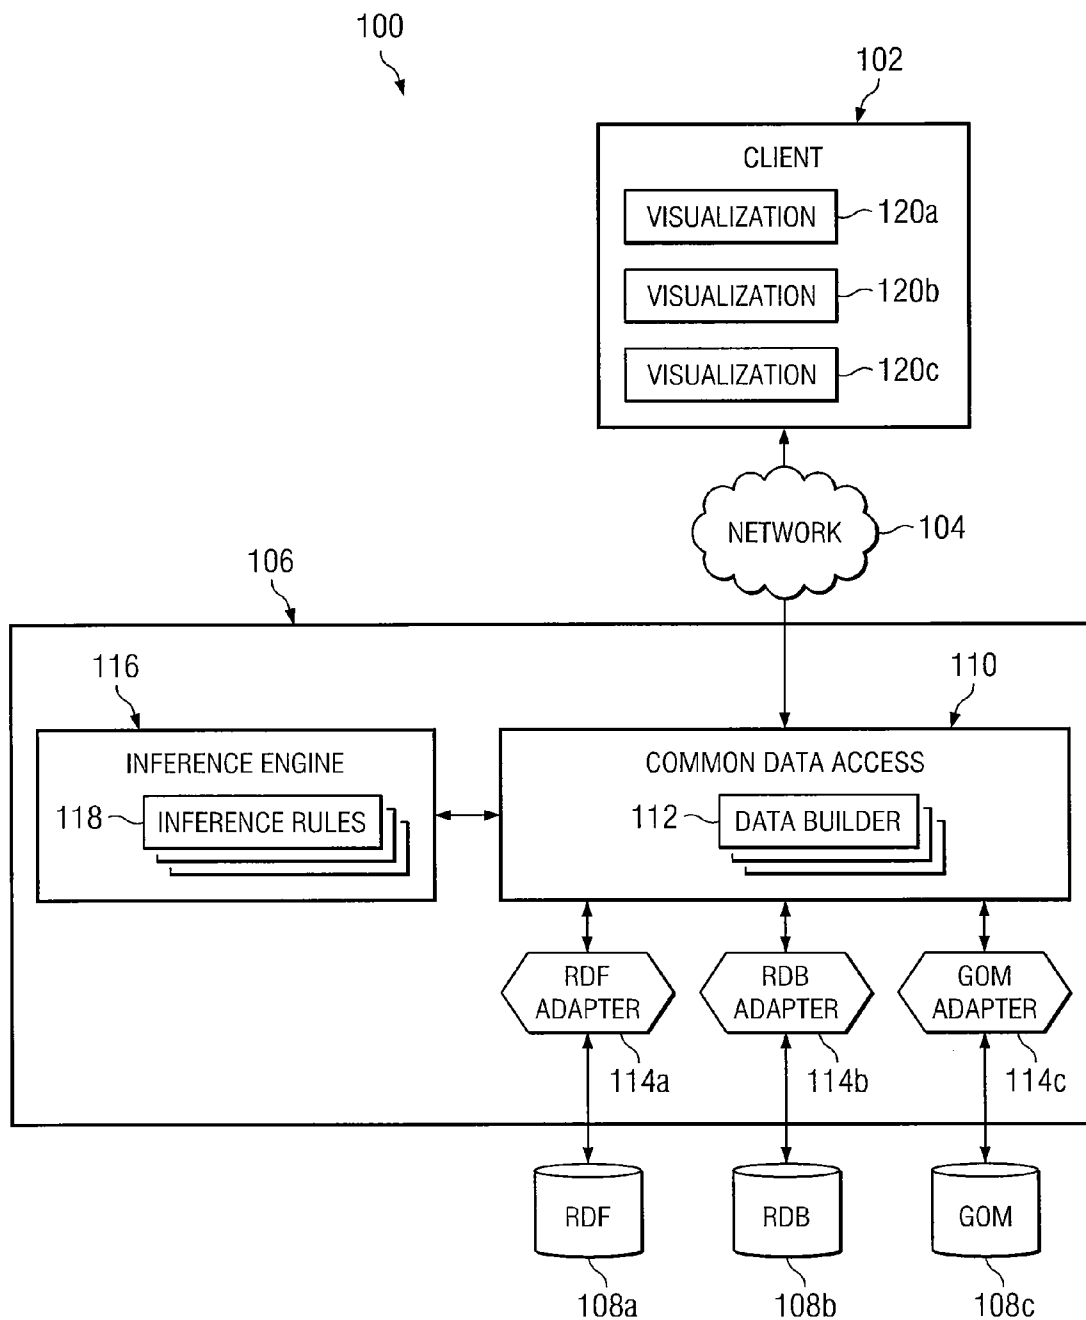 100
102
CLIENT
VISUALIZATION 120a
VISUALIZATION 120b
VISUALIZATION 120c
NETWORK 104
106
116
110
INFERENCE ENGINE
118 INFERENCE RULES
COMMON DATA ACCESS
112 DATA BUILDER
RDF
ADAPTER
RDB
ADAPTER
GOM
ADAPTER
114a
114b
114c
RDF
RDB
GOM
108a
108b
108c